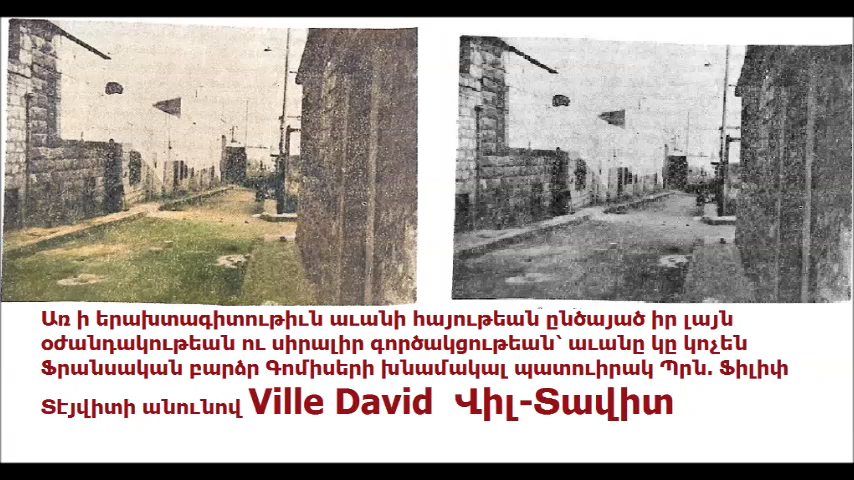 Առ ի երախտագիտութիւն աւանի հայութեան ընծայած իր լայն
օժանդակութեան ու սիրալիր գործակցութեան՝ աւանը կը կոչեն
Ֆրանսական բարձր Գոմիսերի խնամակալ պատուիրակ Պրն. Ֆիլիփ
Տէյվիտի անունով Ville David Վիլ-Տավիտ